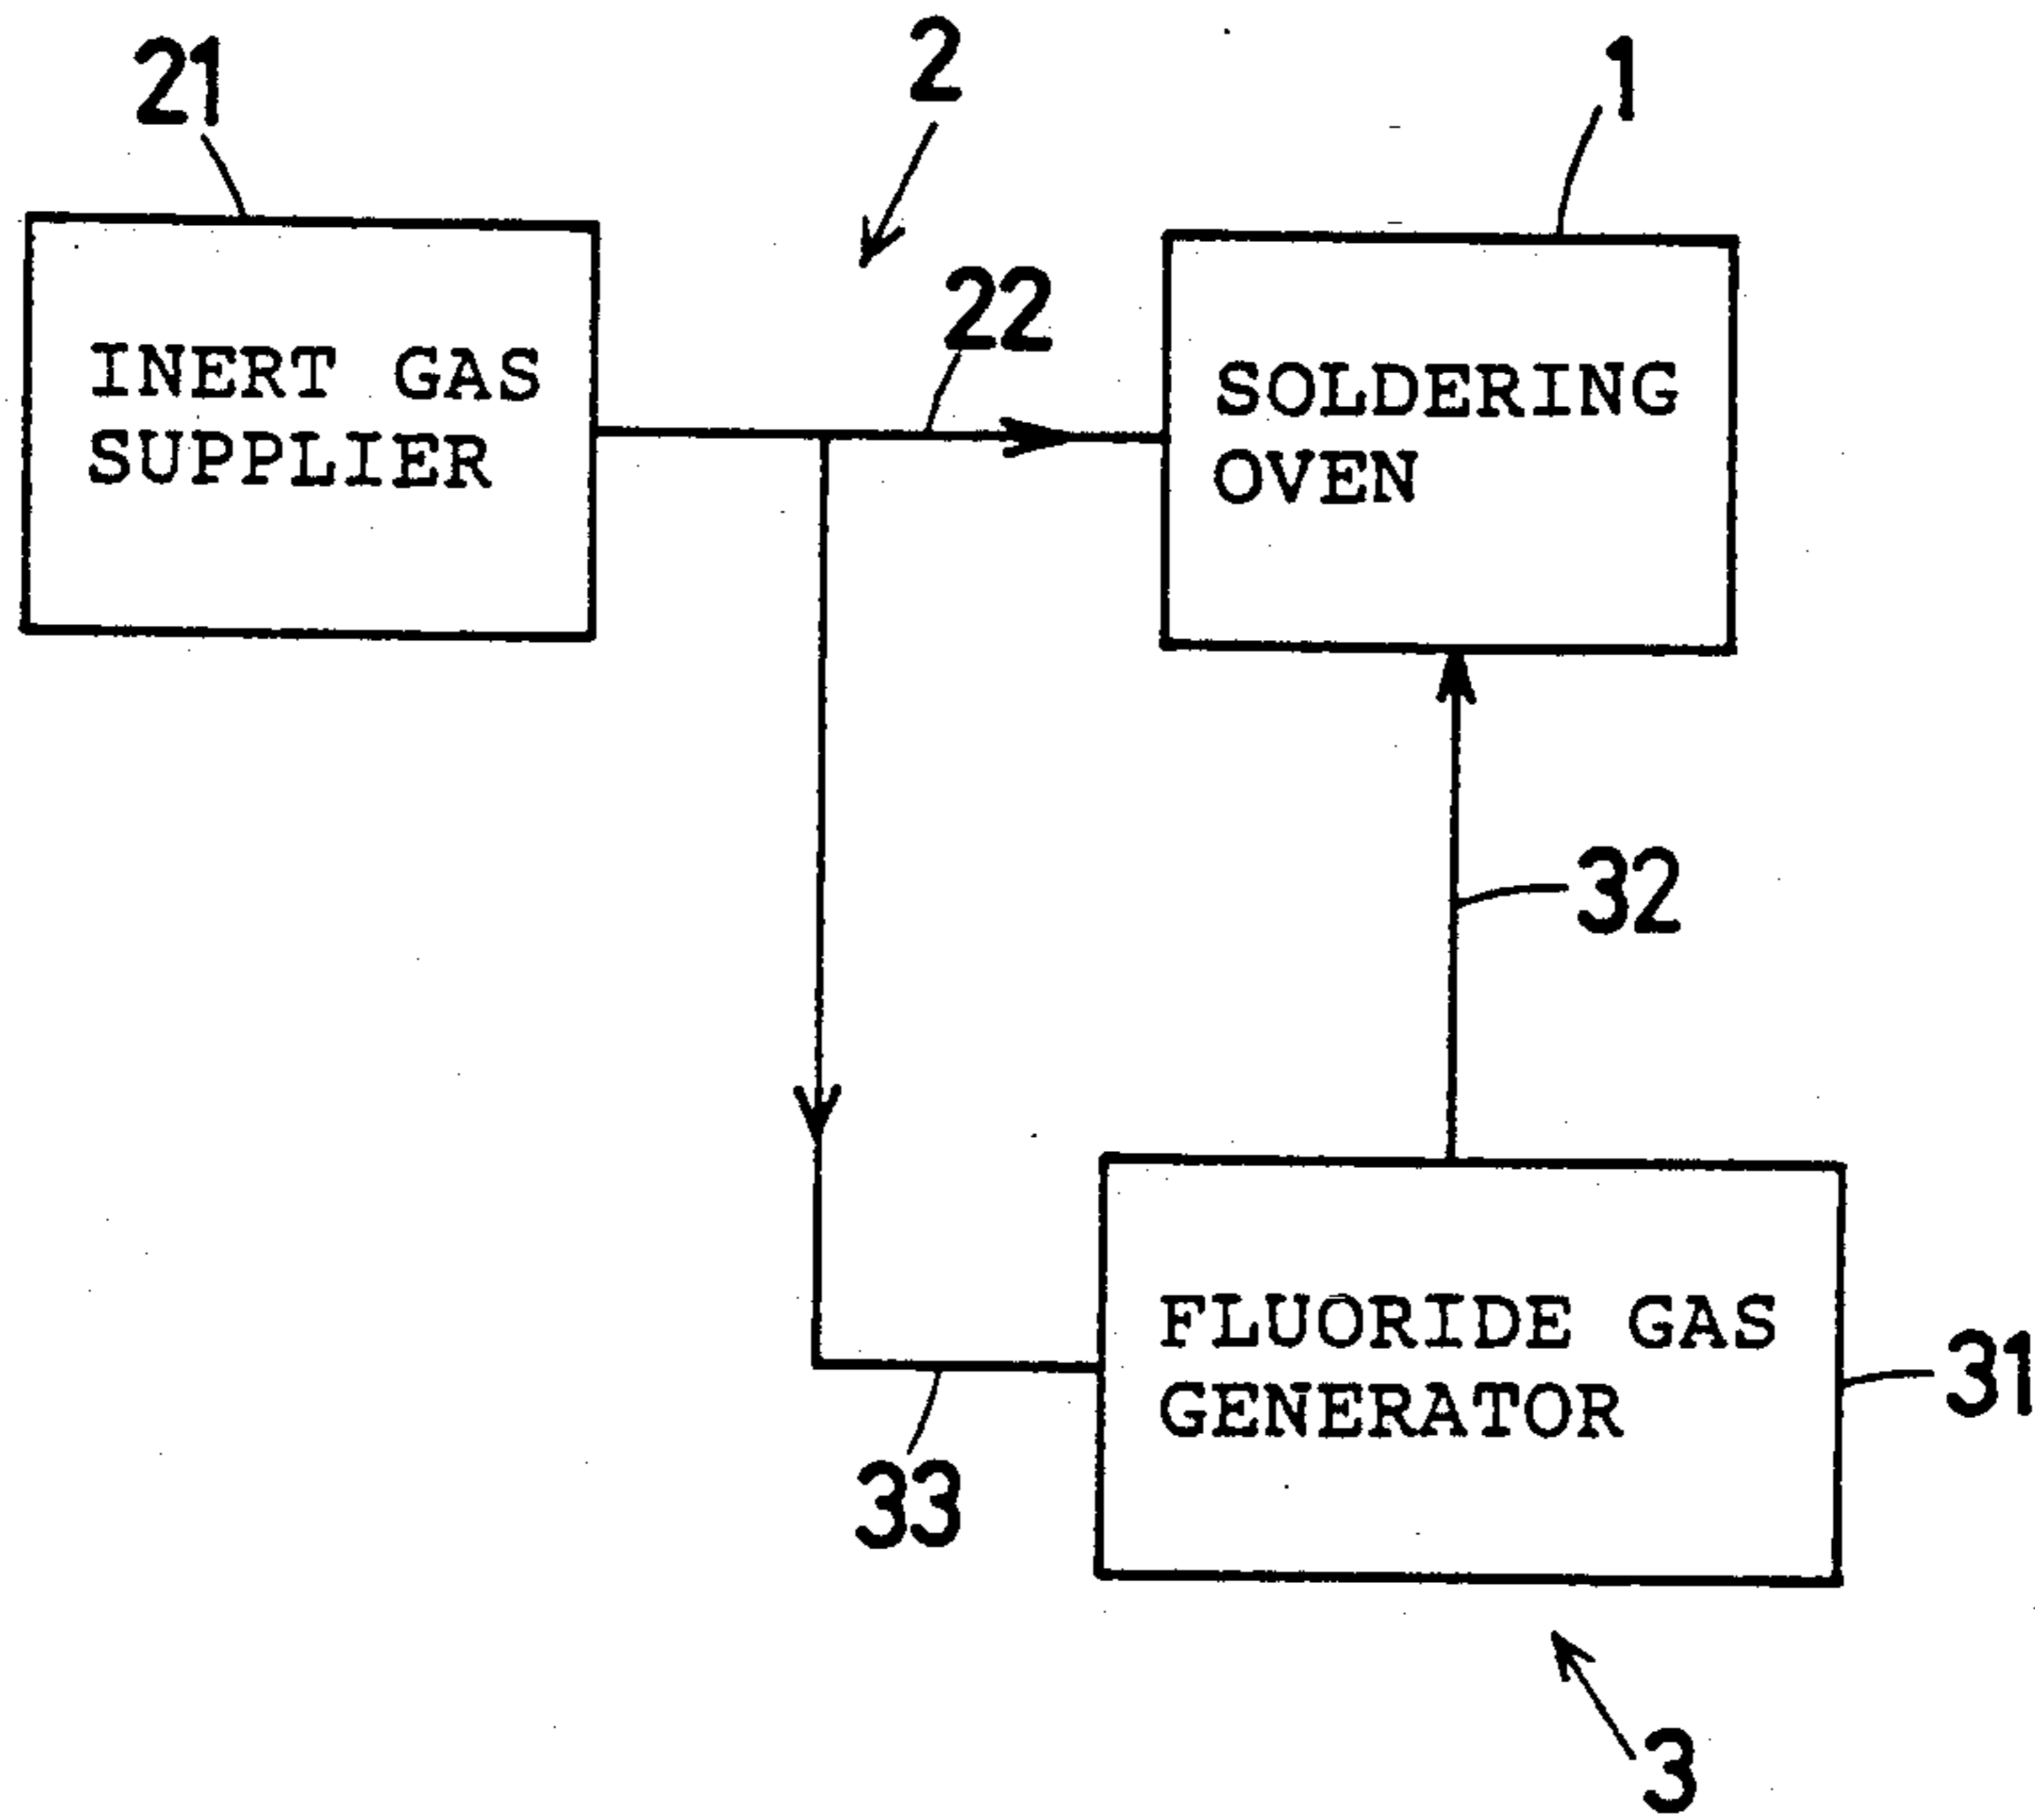 21
2
1
22
INERT GAS
SUPPLIER
SOLDERING
OVEN
32
FLUORIDE GAS
GENERATOR
31
33
3